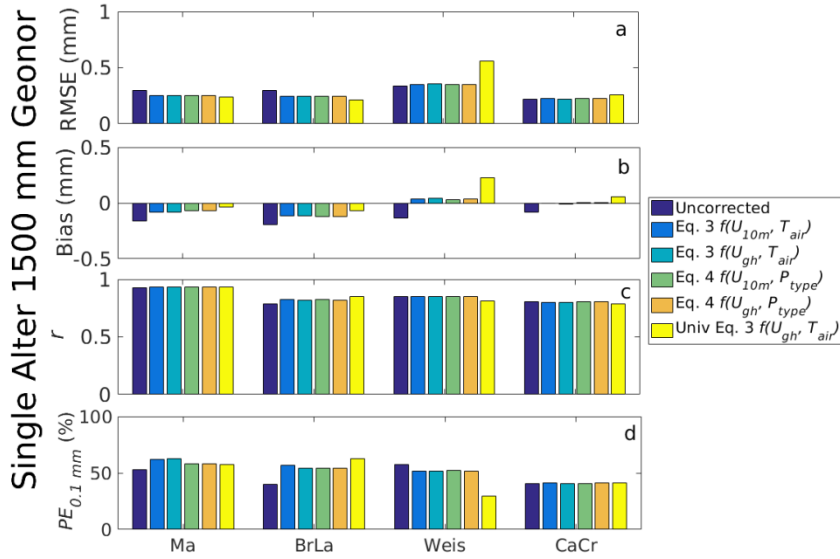 Single Alter 1500 mm Geonor
1
0.5
0
RMSE (mm)
a
0.5
0
-0.5
Bias (mm)
b
1
0.5
0
r
c
100
50
0
PE0.1 mm (%)
d
Ma
BrLa
Weis
CaCr
Uncorrected
Eq. 3 f(U10m, Tair)
Eq. 3 f(Ugh, Tair)
Eq. 4 f(U10m, Ptype)
Eq. 4 f(Ugh, Ptype)
Univ Eq. 3 f(Ugh, Tair)